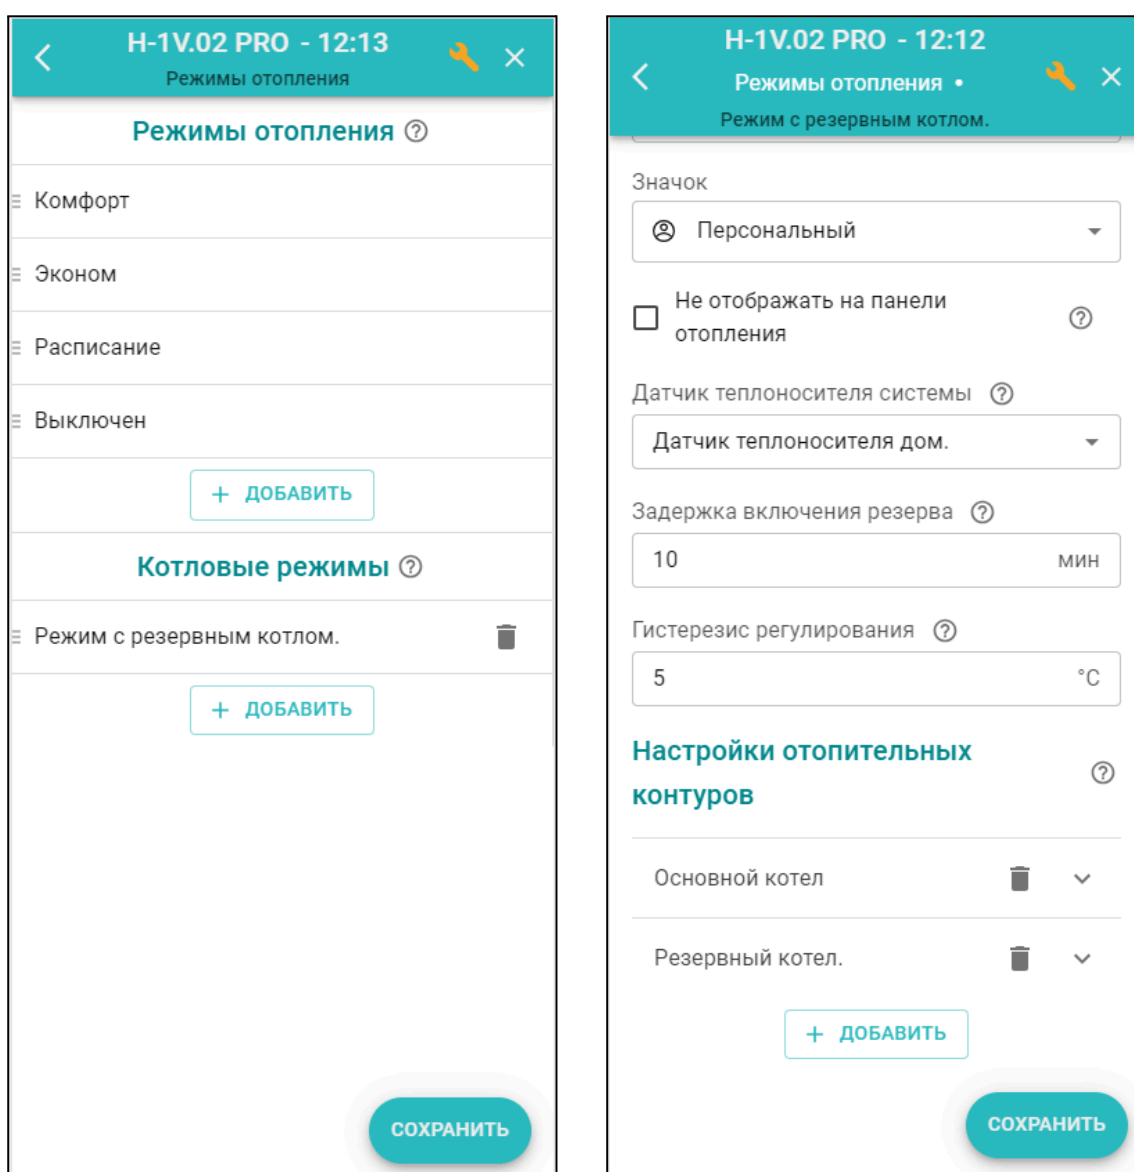 H-1V.02 PRO - 12:13
Режимы отопления
Режимы отопления
Комфорт
Эконом
Расписание
Выключен
+ ДОБАВИТЬ
Котловые режимы
Режим с резервным котлом.
+ ДОБАВИТЬ
СОХРАНИТЬ
H-1V.02 PRO - 12:12
Режимы отопления •
Режим с резервным котлом.
Значок
Персональный
Не отображать на панели
отопления
Датчик теплоносителя системы
Датчик теплоносителя дом.
Задержка включения резерва
10 мин
Гистерезис регулирования
5 °C
Настройки отопительных
контуров
Основной котел
Резервный котел.
+ ДОБАВИТЬ
СОХРАНИТЬ